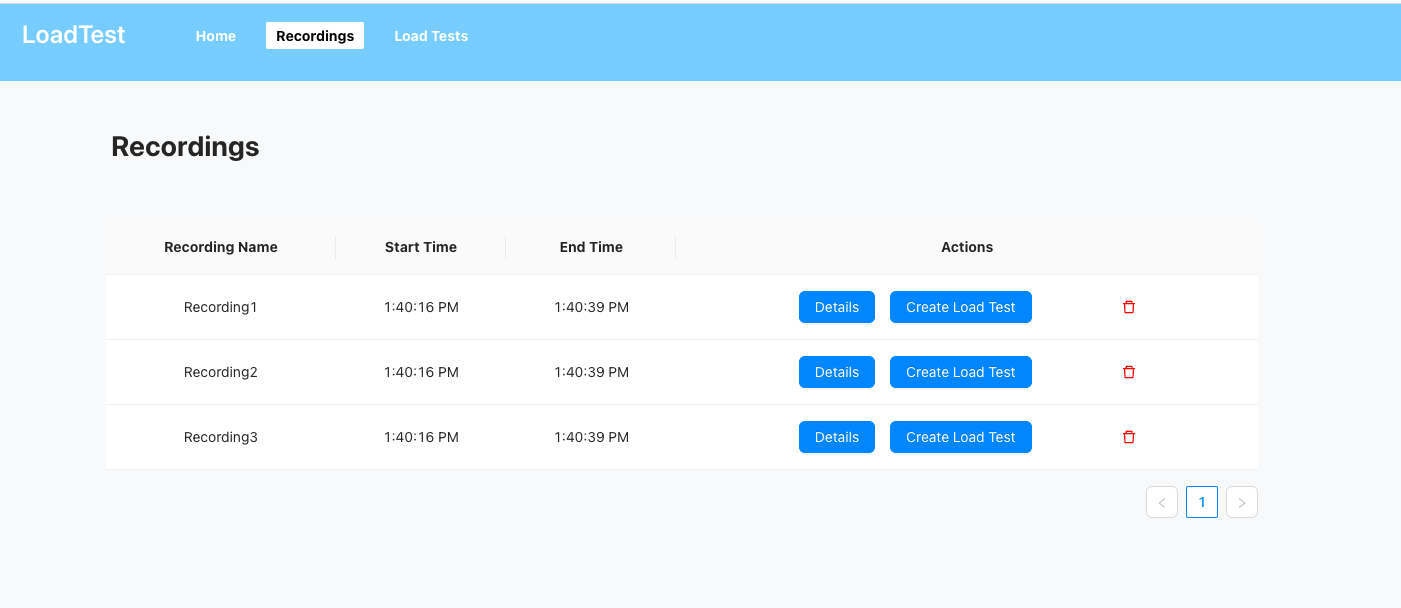 LoadTest Home Recordings Load Tests
Recordings
Recording Name Start Time End Time Actions
Recording1 1:40:16 PM 1:40:39 PM Details Create Load Test
Recording2 1:40:16 PM 1:40:39 PM Details Create Load Test
Recording3 1:40:16 PM 1:40:39 PM Details Create Load Test
1